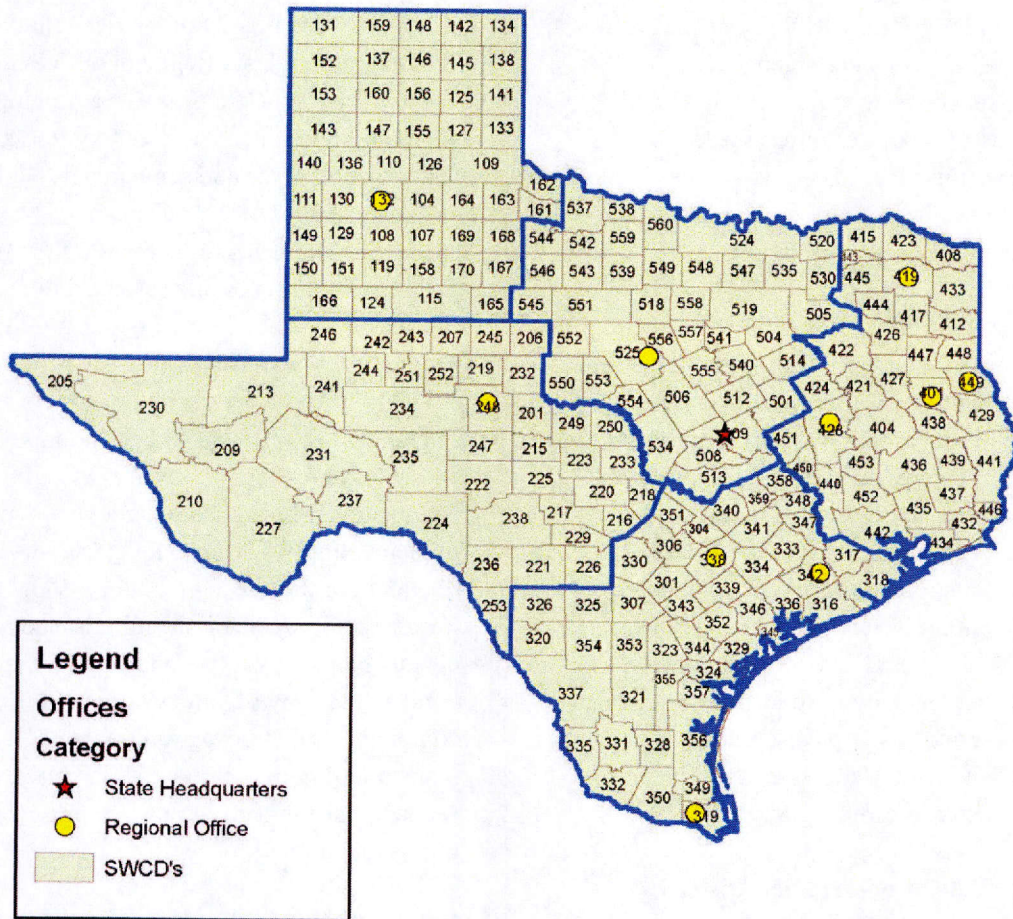 131 159 148 142 134
152 137 146 145 138
153 160 156 125 141
143 147 155 127 133
140 136 110 126 109
162
111 130 132 104 164 163 161 537 538
560
149 129 108 107 169 168 544 542 559 524 520 415 423
443 408
150 151 119 158 170 167 546 543 539 549 548 547 535 530 445 419
433
166 124 115 165 545 551 518 558 519 505 444 417 412
246 242 243 207 245 206 552 525 556 557 541 504 426
422 447 448
205 244 251 252 219 232 550 553 555 540 514
213 241 424 421 427 449
230 234 248 201 554 506 512 501 401
249 250 428 404 438 429
209 231 235 247 215 534 508 451
223 233 513 450 453 436 439 441
210 237 222 225 220 218 358 440
227 224 238 217 216 351 340 359 348 452 435 437 446
229 304 341 347 442 432 434
236 221 226 330 306 338 333 317
301 334 342 318
253 326 325 307 343 339 346 336 316
320 354 353 323 352 344 329
355 324
337 321 357
335 331 328 356
332 350 349
319
Legend
Offices
Category
State Headquarters
Regional Office
SWCD's